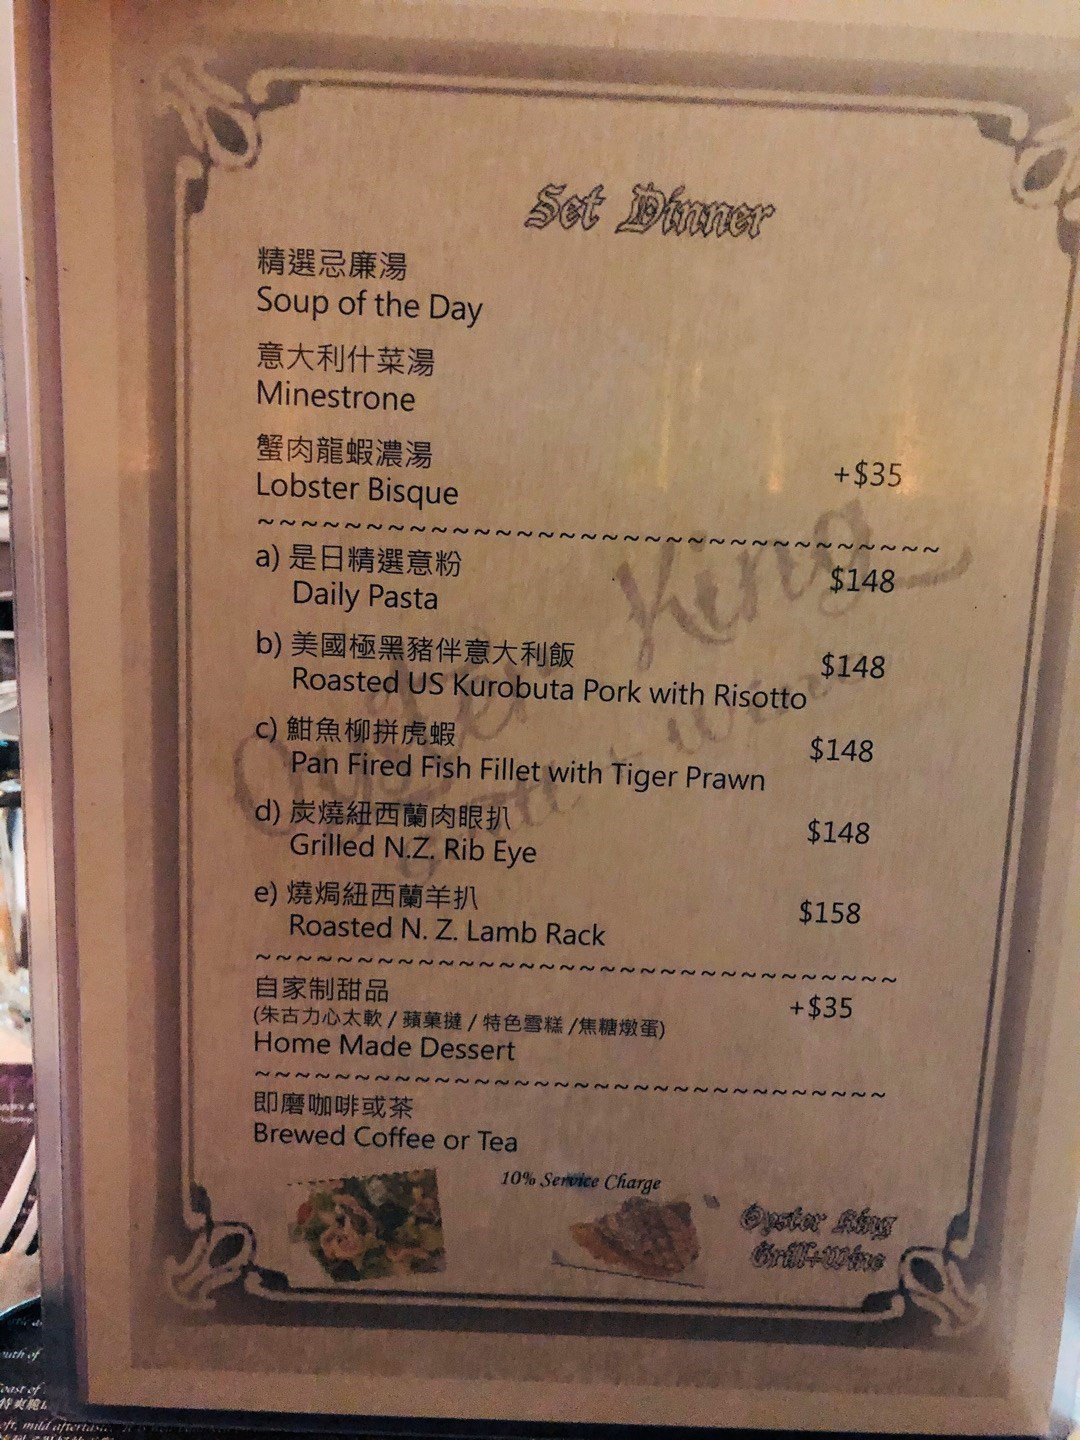 Set Dinner
精選忌廉湯
Soup of the Day
意大利什菜湯
Minestrone
蟹肉龍蝦濃湯
Lobster Bisque +$35
~~~~~~~~~~~~~~~~~~~~~~~~~~~~~~~~
a) 是日精選意粉 $148
Daily Pasta
b) 美國極黑豬伴意大利飯 $148
Roasted US Kurobuta Pork with Risotto
c) 鮙魚柳拼虎蝦 $148
Pan Fired Fish Fillet with Tiger Prawn
d) 炭燒紐西蘭肉眼扒 $148
Grilled N.Z. Rib Eye
e) 燒焗紐西蘭羊扒 $158
Roasted N. Z. Lamb Rack
~~~~~~~~~~~~~~~~~~~~~~~~~~~~~~~~
自家制甜品 +$35
(朱古力心太軟 / 蘋菓撻 / 特色雪糕 /焦糖燉蛋)
Home Made Dessert
~~~~~~~~~~~~~~~~~~~~~~~~~~~~~~~~
即磨咖啡或茶
Brewed Coffee or Tea
10% Service Charge
Oyster King
Grill+Wine